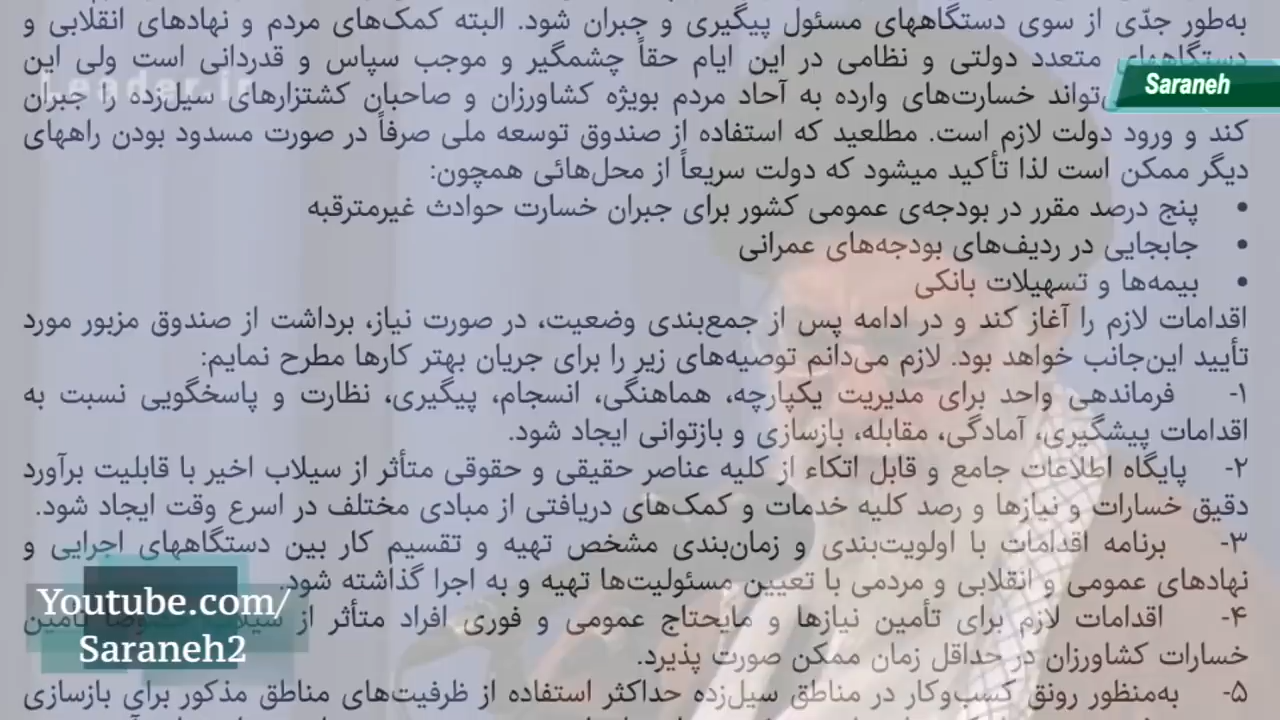 به‌طور جدّی از سوی دستگاههای مسئول پیگیری و جبران شود. البته کمک‌های مردم و نهادهای انقلابی و
دستگاههای متعدد دولتی و نظامی در این ایام حقاً چشمگیر و موجب سپاس و قدردانی است ولی این
Leader.ir
Saraneh
خسارت‌های وارده به آحاد مردم بویژه کشاورزان و صاحبان کشتزارهای سیل‌زده را جبران
کند و ورود دولت لازم است. مطلعید که استفاده از صندوق توسعه ملی صرفاً در صورت مسدود بودن راههای
دیگر ممکن است لذا تأکید میشود که دولت سریعاً از محل‌هائی همچون:
• پنج درصد مقرر در بودجه‌ی عمومی کشور برای جبران خسارت حوادث غیرمترقبه
• جابجایی در ردیف‌های بودجه‌های عمرانی
• بیمه‌ها و تسهیلات بانکی
اقدامات لازم را آغاز کند و در ادامه پس از جمع‌بندی وضعیت، در صورت نیاز، برداشت از صندوق مزبور مورد
تأیید این‌جانب خواهد بود. لازم می‌دانم توصیه‌های زیر را برای جریان بهتر کارها مطرح نمایم:
۱- فرماندهی واحد برای مدیریت یکپارچه، هماهنگی، انسجام، پیگیری، نظارت و پاسخگویی نسبت به
اقدامات پیشگیری، آمادگی، مقابله، بازسازی و بازتوانی ایجاد شود.
۲- پایگاه اطلاعات جامع و قابل اتکاء از کلیه عناصر حقیقی و حقوقی متأثر از سیلاب اخیر با قابلیت برآورد
دقیق خسارات و نیازها و رصد کلیه خدمات و کمک‌های دریافتی از مبادی مختلف در اسرع وقت ایجاد شود.
۳- برنامه اقدامات با اولویت‌بندی و زمان‌بندی مشخص تهیه و تقسیم کار بین دستگاههای اجرایی و
نهادهای عمومی و انقلابی و مردمی با تعیین مسئولیت‌ها تهیه و به اجرا گذاشته شود.
۴- اقدامات لازم برای تأمین نیازها و مایحتاج عمومی و فوری افراد متأثر از سیلاب خصوصاً تأمین
خسارات کشاورزان در حداقل زمان ممکن صورت پذیرد.
۵- به‌منظور رونق کسب‌وکار در مناطق سیل‌زده حداکثر استفاده از ظرفیت‌های مناطق مذکور برای بازسازی
Youtube.com/
Saraneh2